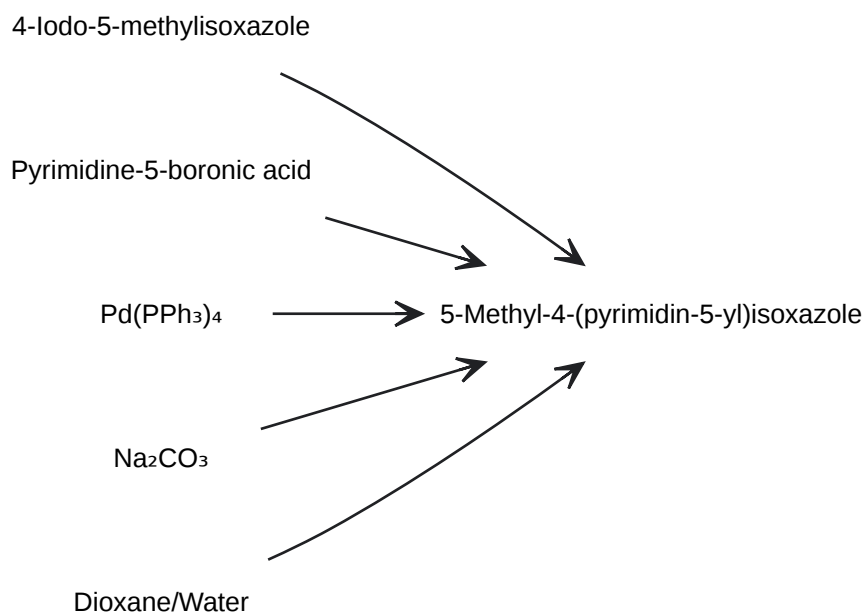 4-Iodo-5-methylisoxazole
Pyrimidine-5-boronic acid
Pd(PPh₃)₄
5-Methyl-4-(pyrimidin-5-yl)isoxazole
Na₂CO₃
Dioxane/Water